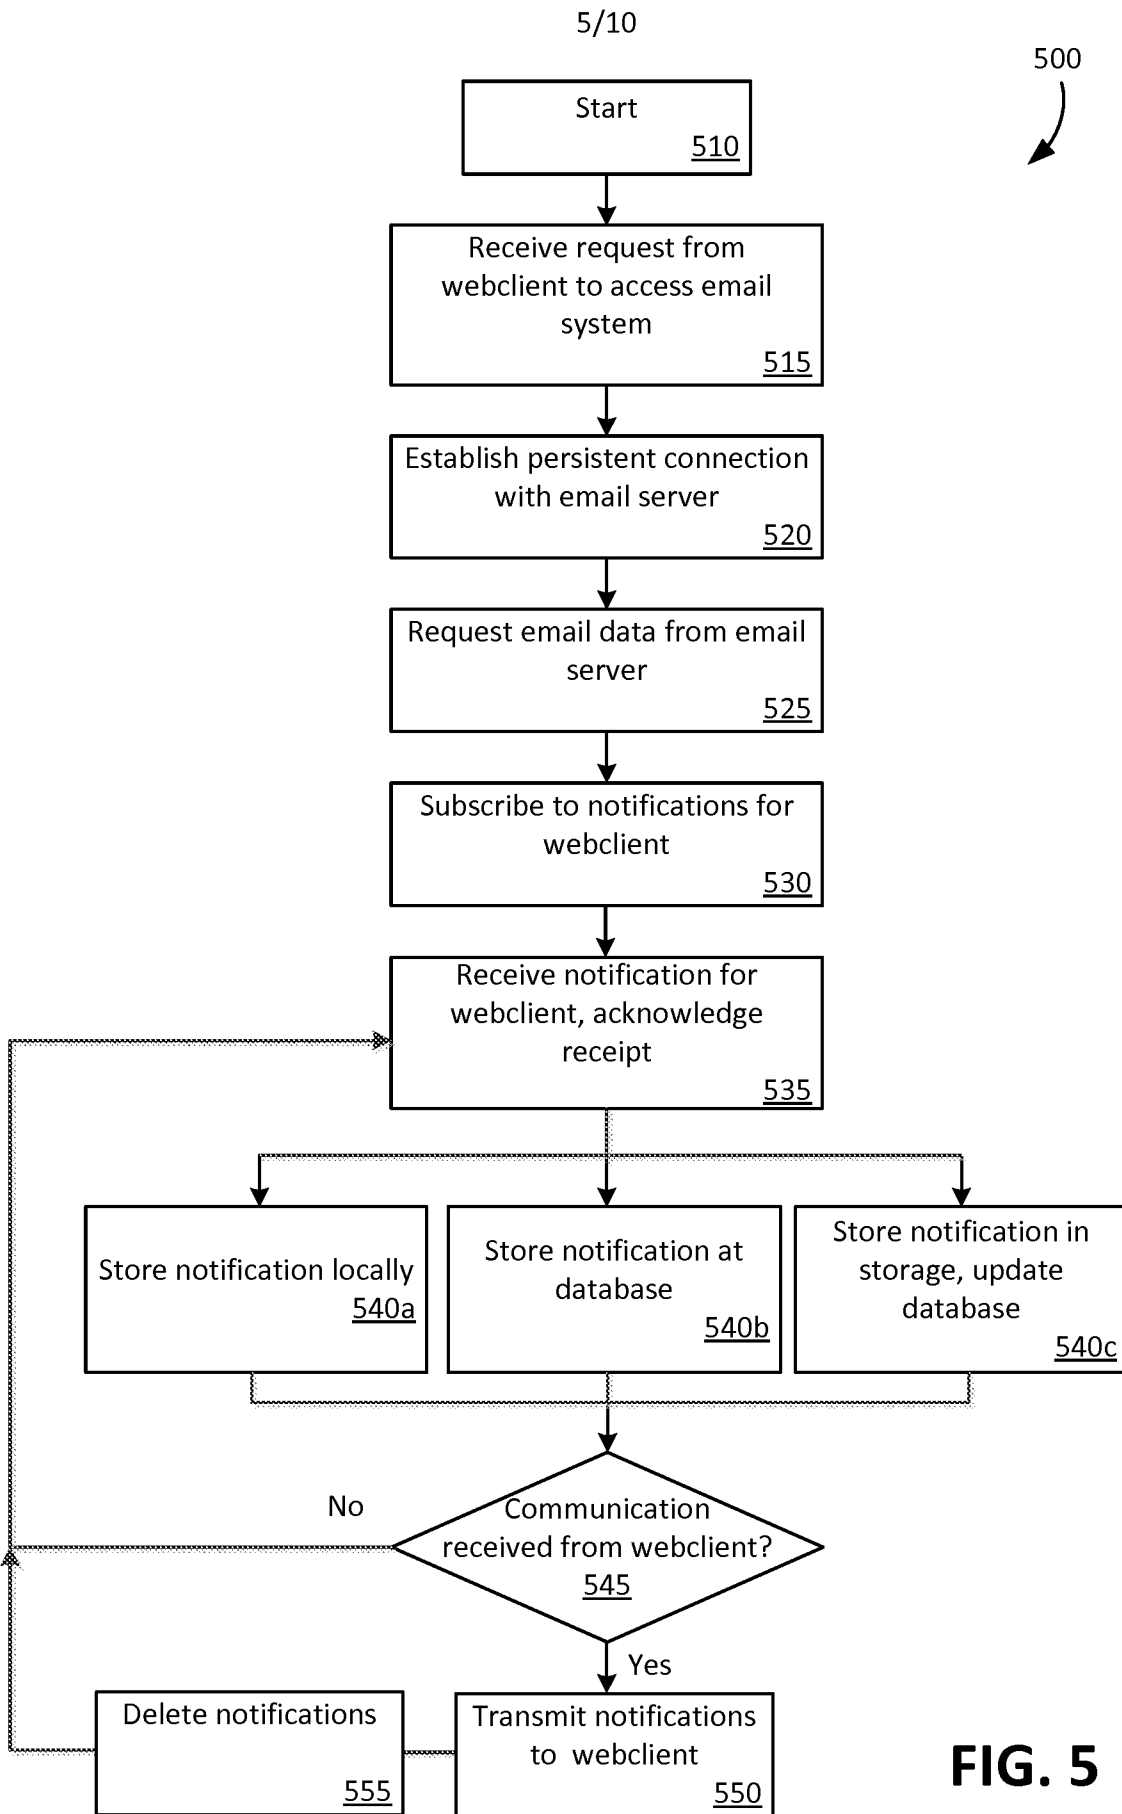 5/10
500
Start
510
Receive request from
webclient to access email
system
515
Establish persistent connection
with email server
520
Request email data from email
server
525
Subscribe to notifications for
webclient
530
Receive notification for
webclient, acknowledge
receipt
535
Store notification locally
540a
Store notification at
database
540b
Store notification in
storage, update
database
540c
No
Communication
received from webclient?
545
Yes
Delete notifications
555
Transmit notifications
to webclient
550
FIG. 5